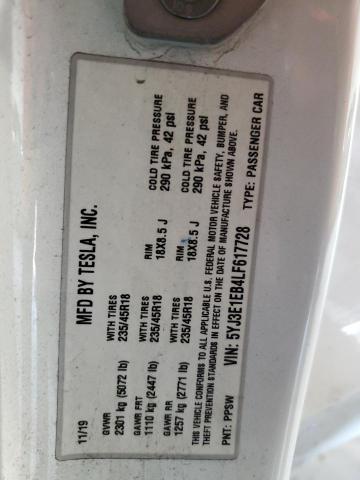 MFD BY TESLA, INC.
11/19
GVWR
2301 kg (5072 lb)
GAWR FRT WITH TIRES RIM COLD TIRE PRESSURE
1110 kg (2447 lb) 235/45R18 18X8.5 J 290 kPa, 42 psi
GAWR RR WITH TIRES RIM COLD TIRE PRESSURE
1257 kg (2771 lb) 235/45R18 18X8.5 J 290 kPa, 42 psi
THIS VEHICLE CONFORMS TO ALL APPLICABLE U.S. FEDERAL MOTOR VEHICLE SAFETY, BUMPER, AND
THEFT PREVENTION STANDARDS IN EFFECT ON THE DATE OF MANUFACTURE SHOWN ABOVE.
PNT: PPSW VIN: 5YJ3E1EB4LF617728 TYPE: PASSENGER CAR